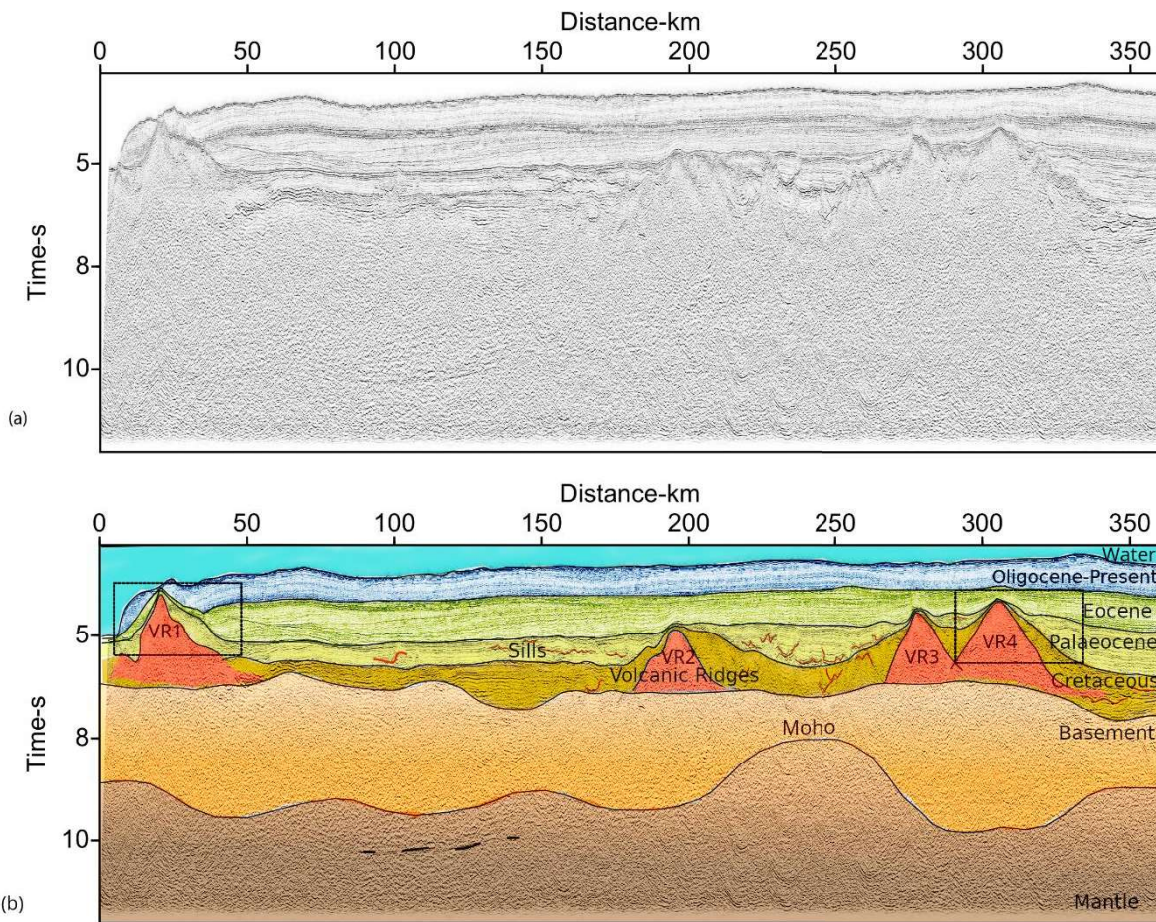 Distance-km
0 50 100 150 200 250 300 350
Time-s
5
8
10
(a)
Distance-km
0 50 100 150 200 250 300 350
Time-s
Water
Oligocene-Present
Eocene
5
VR1
Sills
VR2
VR3
VR4
Palaeocene
Volcanic Ridges
Cretaceous
8
Moho
Basement
10
(b)
Mantle